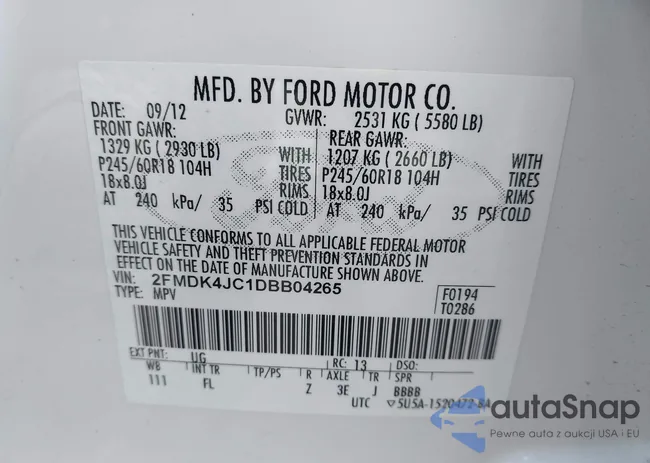 MFD. BY FORD MOTOR CO.
DATE: 09/12 GVWR: 2531 KG ( 5580 LB)
FRONT GAWR: REAR GAWR:
1329 KG ( 2930 LB) WITH 1207 KG ( 2660 LB) WITH
P245/60R18 104H TIRES P245/60R18 104H TIRES
18x8.0J RIMS 18x8.0J RIMS
AT 240 kPa/ 35 PSI COLD AT 240 kPa/ 35 PSI COLD
THIS VEHICLE CONFORMS TO ALL APPLICABLE FEDERAL MOTOR
VEHICLE SAFETY AND THEFT PREVENTION STANDARDS IN
EFFECT ON THE DATE OF MANUFACTURE SHOWN ABOVE.
VIN: 2FMDK4JC1DBB04265 F0194
TYPE: MPV T0286
EXT PNT: UG RC: 13 DSO:
WB INT TR TP/PS R AXLE TR SPR
111 FL Z 3E J BBBB
UTC ▽5U5A-1520472-BA
autaSnap
Pewne auta z aukcji USA i EU